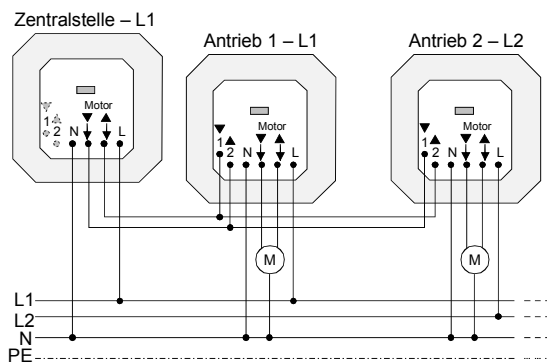 Zentralstelle – L1
Antrieb 1 – L1
Antrieb 2 – L2
Motor
1
2
N
L
Motor
1
2
N
L
Motor
1
2
N
L
M
M
L1
L2
N
PE